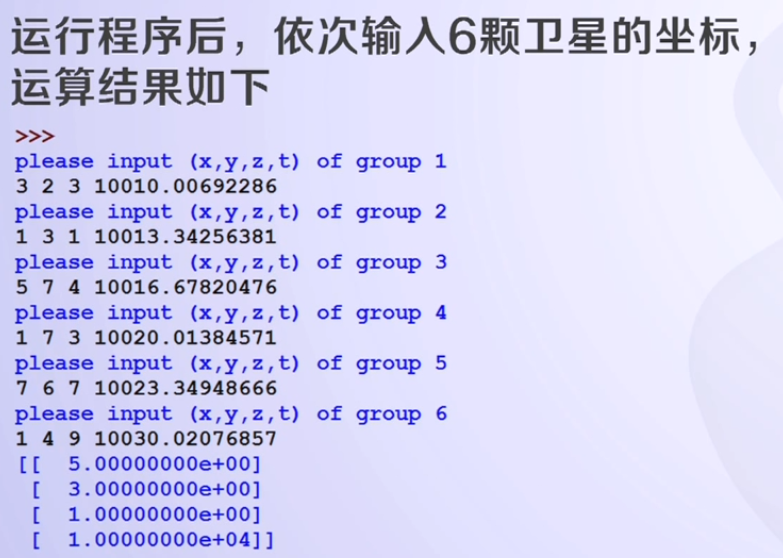 运行程序后，依次输入6颗卫星的坐标，
运算结果如下
>>>
please input (x,y,z,t) of group 1
3 2 3 10010.00692286
please input (x,y,z,t) of group 2
1 3 1 10013.34256381
please input (x,y,z,t) of group 3
5 7 4 10016.67820476
please input (x,y,z,t) of group 4
1 7 3 10020.01384571
please input (x,y,z,t) of group 5
7 6 7 10023.34948666
please input (x,y,z,t) of group 6
1 4 9 10030.02076857
[[  5.00000000e+00]
 [  3.00000000e+00]
 [  1.00000000e+00]
 [  1.00000000e+04]]